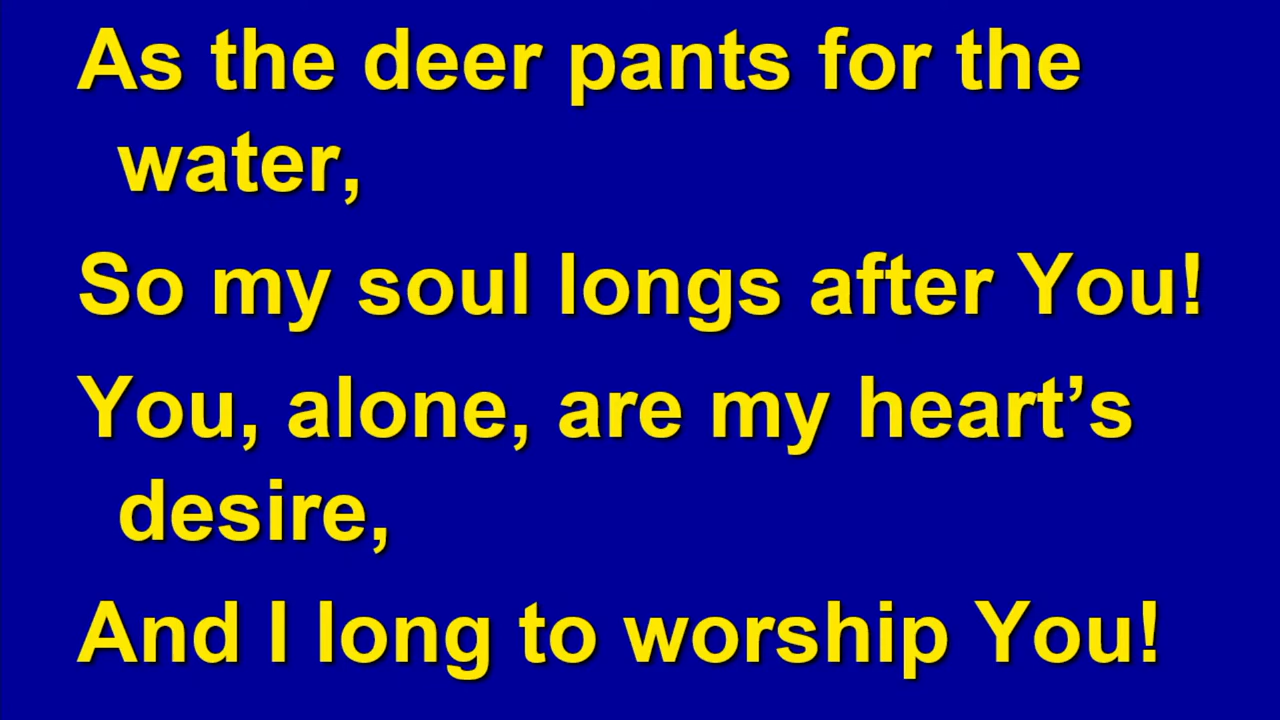 As the deer pants for the
water,
So my soul longs after You!
You, alone, are my heart’s
desire,
And I long to worship You!